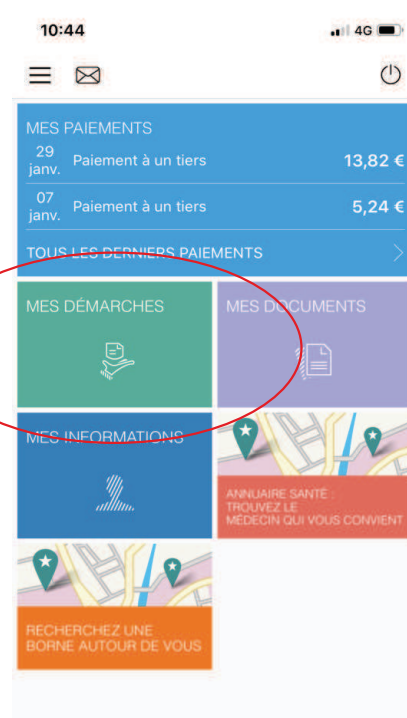 10:44
4G
MES PAIEMENTS
29 janv. Paiement à un tiers 13,82 €
07 janv. Paiement à un tiers 5,24 €
TOUS LES DERNIERS PAIEMENTS
MES DÉMARCHES
MES DOCUMENTS
MES INFORMATIONS
ANNUAIRE SANTÉ :
TROUVEZ LE
MÉDECIN QUI VOUS CONVIENT
RECHERCHEZ UNE
BORNE AUTOUR DE VOUS